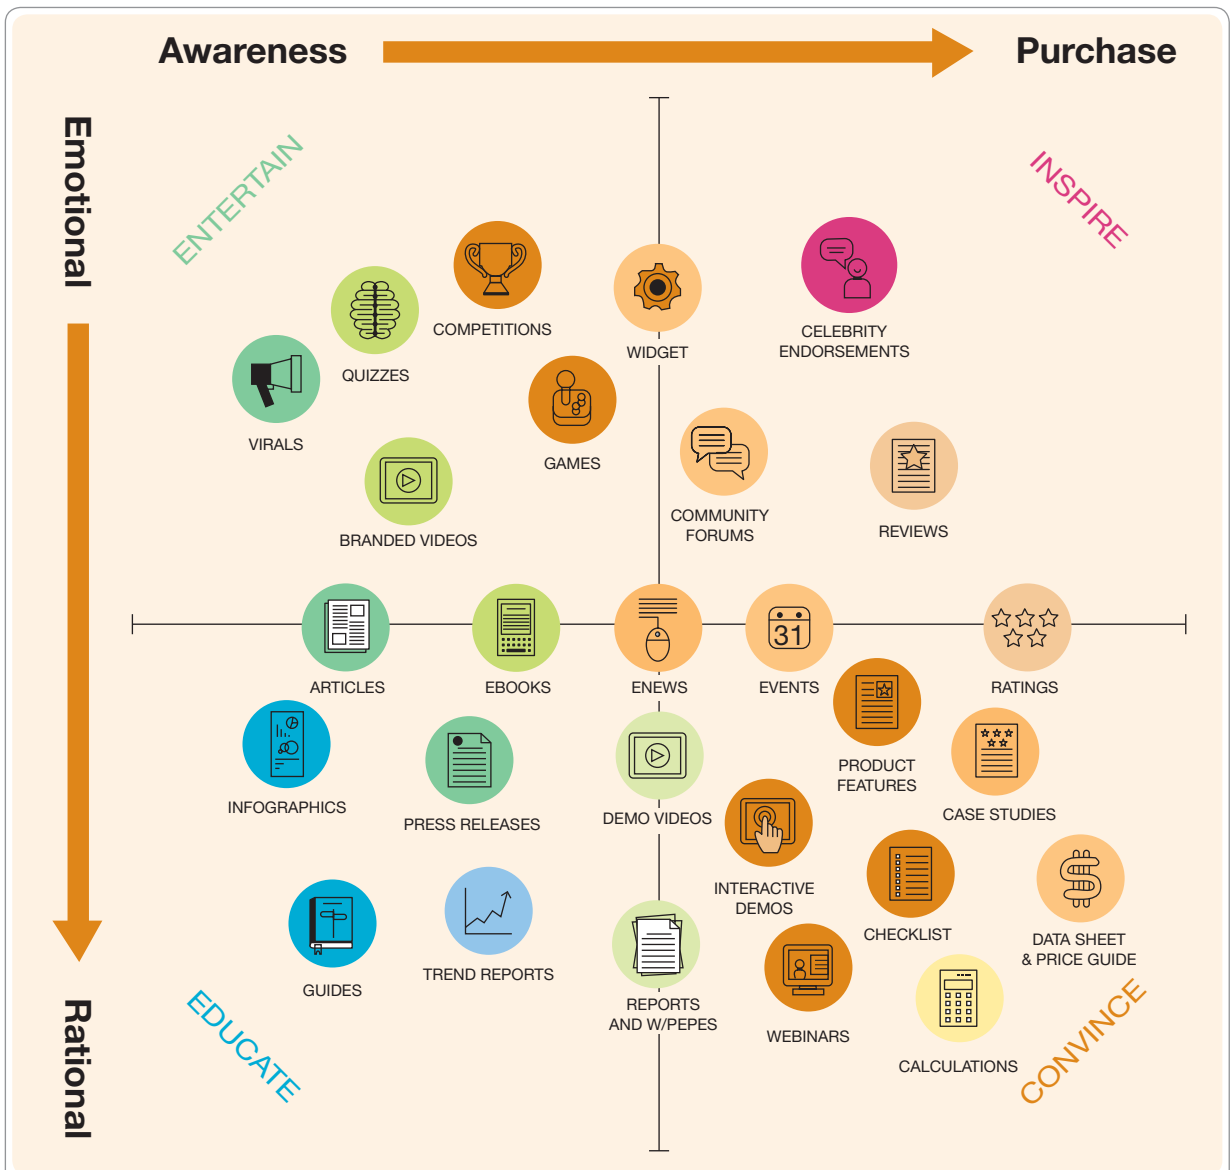 Awareness
Purchase
Emotional
ENTERTAIN
INSPIRE
COMPETITIONS
WIDGET
CELEBRITY
ENDORSEMENTS
QUIZZES
VIRALS
GAMES
BRANDED VIDEOS
COMMUNITY
FORUMS
REVIEWS
31
ARTICLES
EBOOKS
ENEWS
EVENTS
RATINGS
INFOGRAPHICS
PRESS RELEASES
DEMO VIDEOS
PRODUCT
FEATURES
CASE STUDIES
INTERACTIVE
DEMOS
CHECKLIST
DATA SHEET
& PRICE GUIDE
GUIDES
TREND REPORTS
REPORTS
AND W/PEPES
WEBINARS
CALCULATIONS
Rational
EDUCATE
CONVINCE